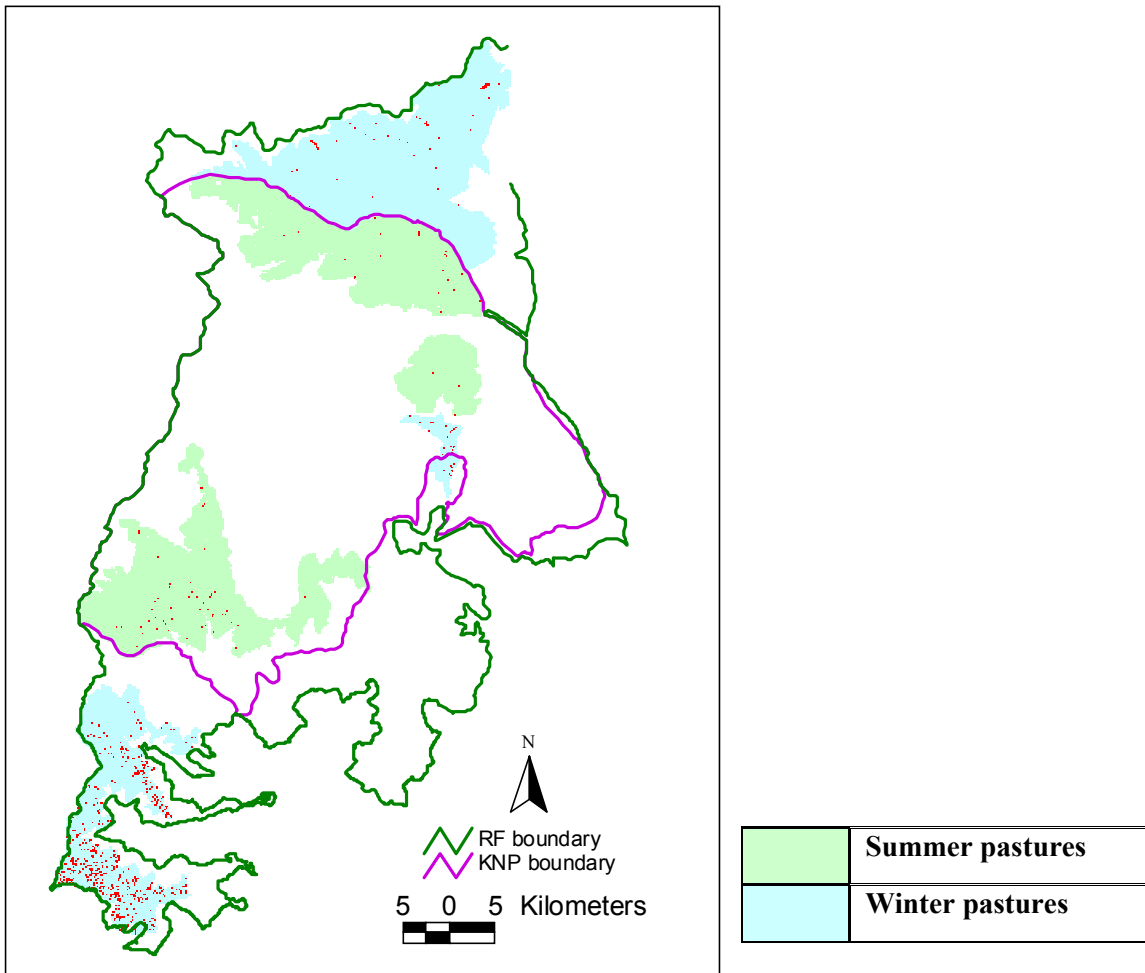 N
RF boundary
KNP boundary
5 0 5 Kilometers
Summer pastures
Winter pastures